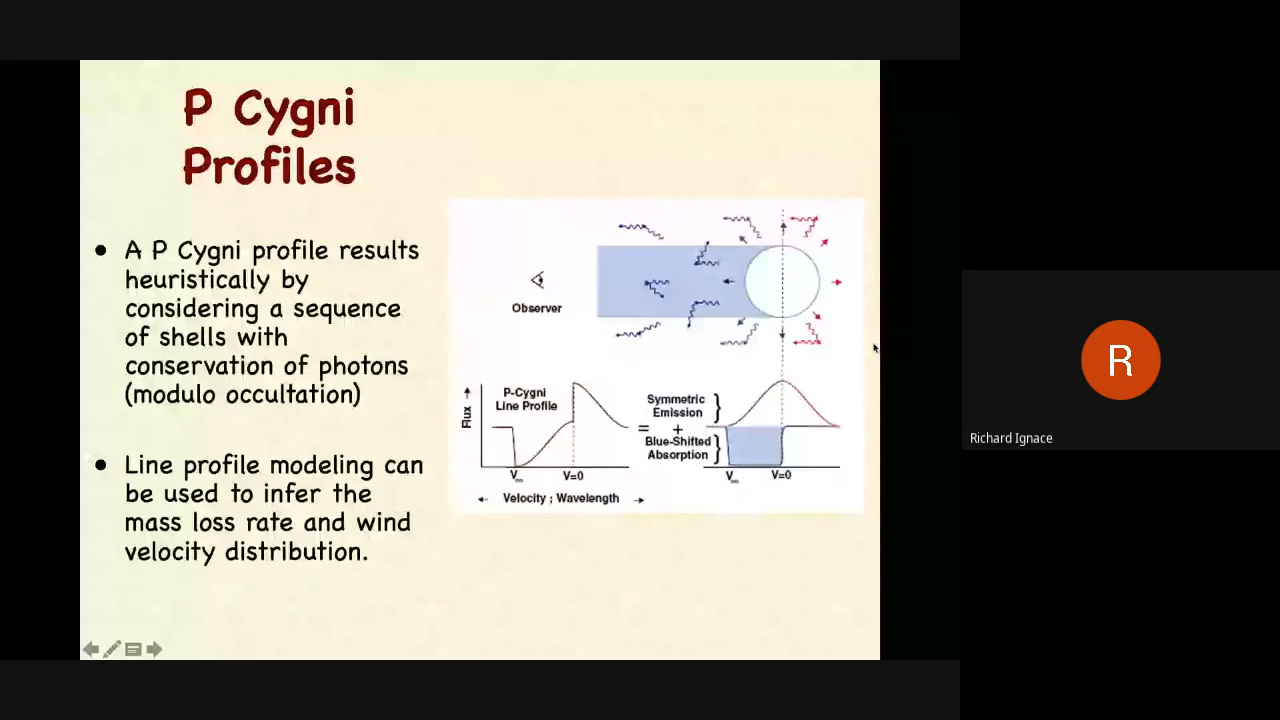 P Cygni
Profiles
• A P Cygni profile results
heuristically by
considering a sequence
of shells with
conservation of photons
(modulo occultation)
• Line profile modeling can
be used to infer the
mass loss rate and wind
velocity distribution.
Observer
Flux →
P-Cygni
Line Profile
V∞
V=0
← Velocity ; Wavelength →
=
Symmetric
Emission }
+
Blue-Shifted
Absorption }
V∞
V=0
R
Richard Ignace